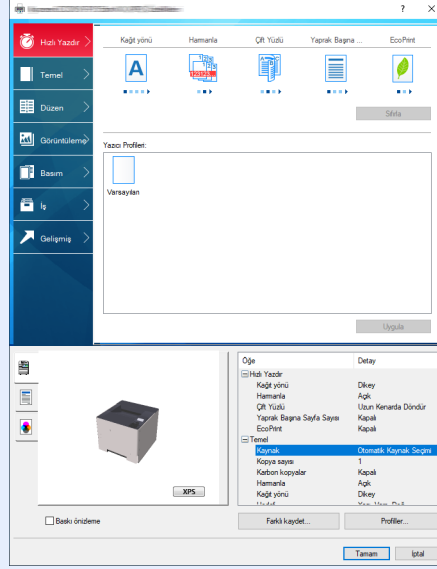 ?
Hızlı Yazdır
Temel
Düzen
Görüntüleme
Basım
İş
Gelişmiş
Kağıt yönü
Harmanla
Çift Yüzlü
Yaprak Başına ...
EcoPrint
A
123123
Sıfırla
Yazıcı Profilleri:
Varsayılan
Uygula
XPS
Baskı önizleme
Öğe Detay
Hızlı Yazdır
Kağıt yönü Dikey
Harmanla Açık
Çift Yüzlü Uzun Kenarda Döndür
Yaprak Başına Sayfa Sayısı Kapalı
EcoPrint Kapalı
Temel
Kaynak Otomatik Kaynak Seçimi
Kopya sayısı 1
Karbon kopyalar Kapalı
Harmanla Açık
Kağıt yönü Dikey
Farklı kaydet... Profiller...
Tamam İptal